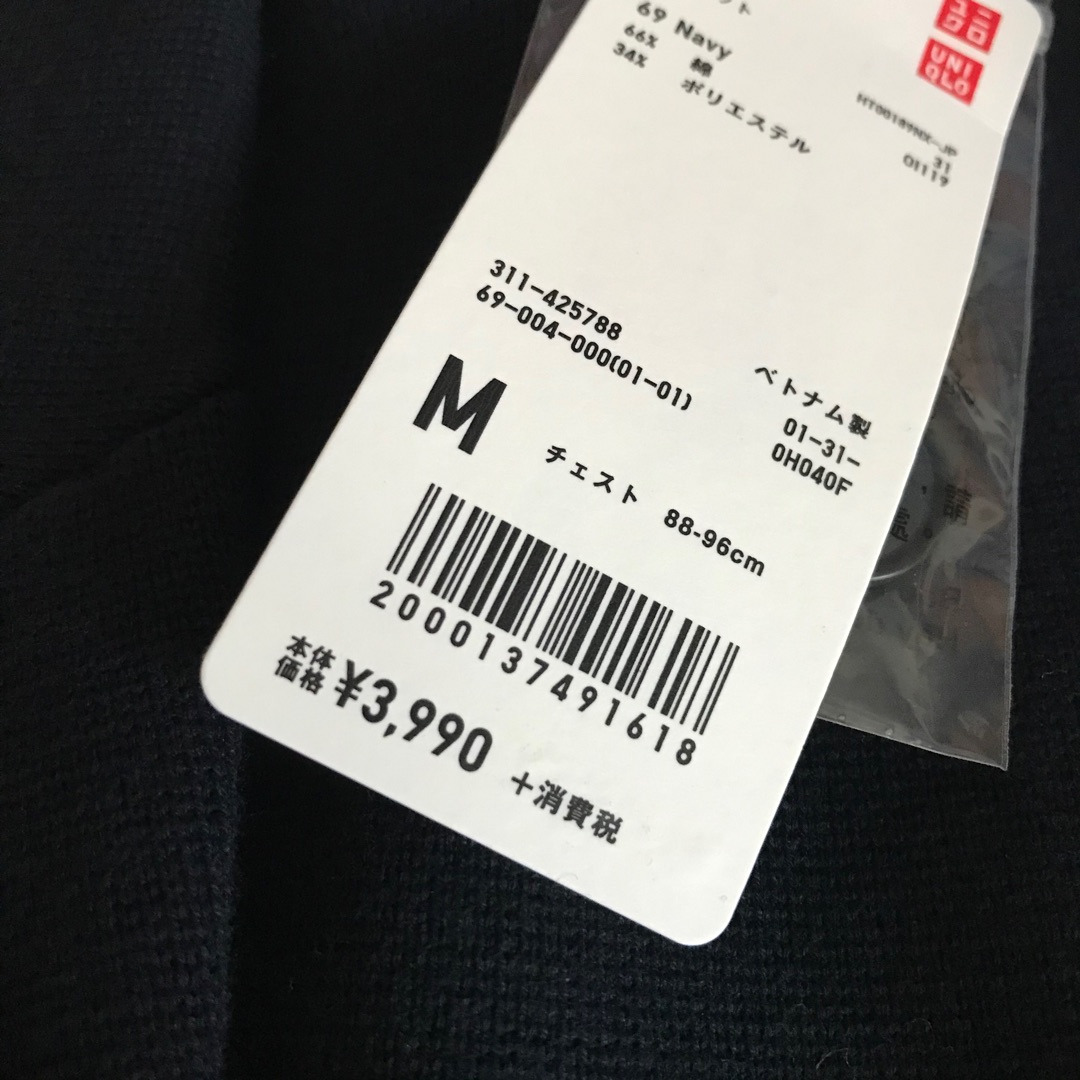 ユニ
クロ
UNI
QLO
69 Navy
66% 綿
34% ポリエステル
31
01119
311-425788
69-004-000(01-01)
ベトナム製
01-31-
0H040F
M
チェスト 88-96cm
2000137491618
本体
価格 ¥3,990 +消費税